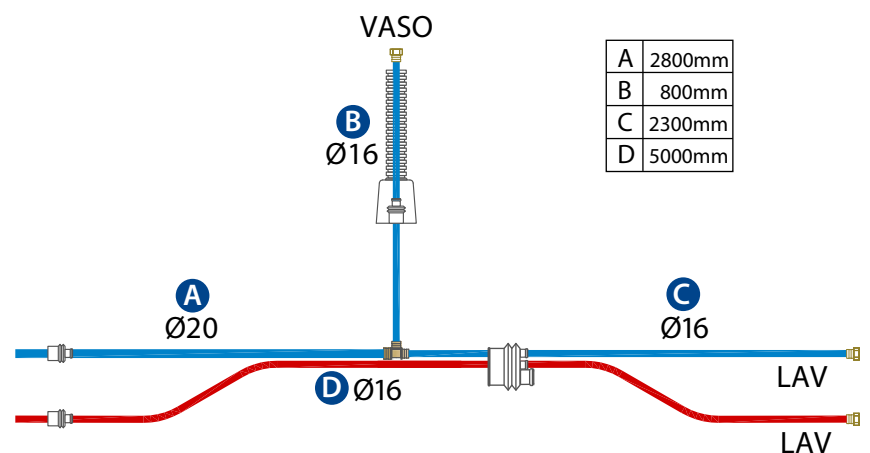 VASO
A 2800mm
B 800mm
C 2300mm
D 5000mm
B
Ø16
A
Ø20
C
Ø16
D Ø16
LAV
LAV